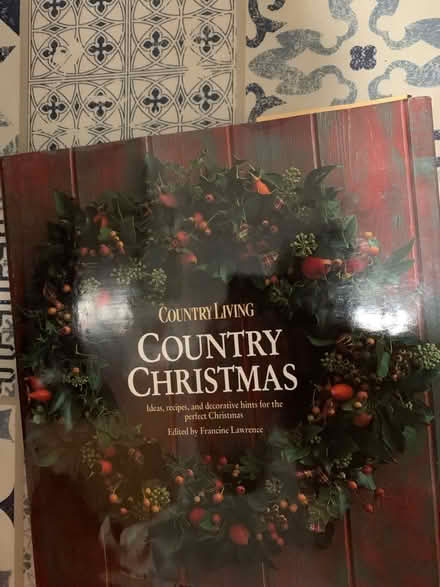 COUNTRY LIVING
COUNTRY
CHRISTMAS
Ideas, recipes, and decorative hints for the
perfect Christmas
Edited by Francine Lawrence